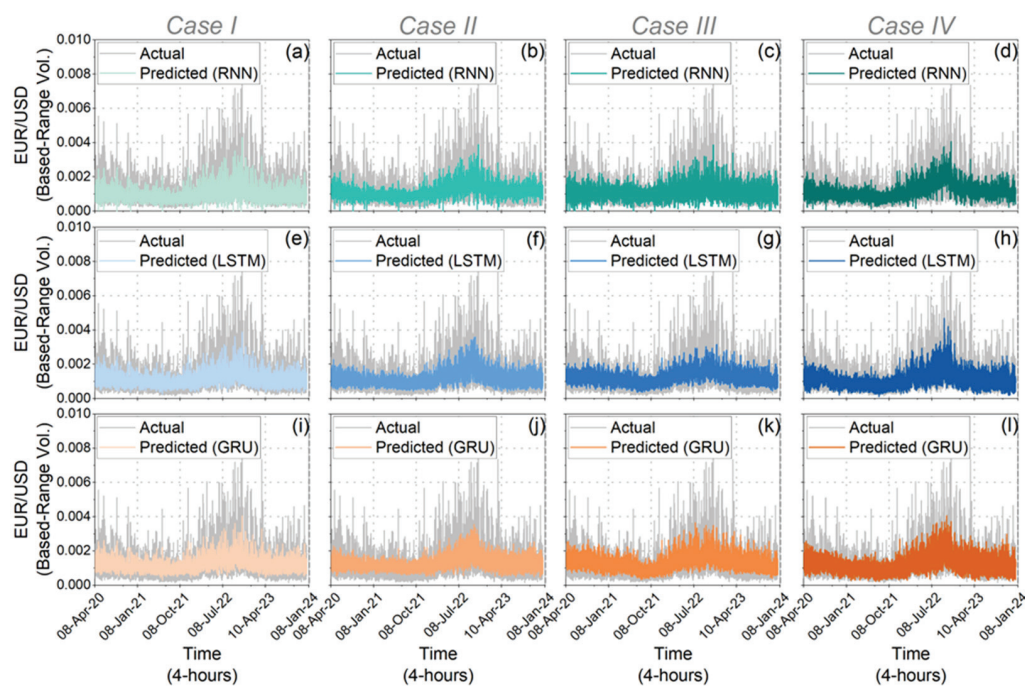 Case I Case II Case III Case IV
EUR/USD
(Based-Range Vol.)
0.010
0.008
0.006
0.004
0.002
0.000
(a)
Actual
Predicted (RNN)
(b)
Actual
Predicted (RNN)
(c)
Actual
Predicted (RNN)
(d)
Actual
Predicted (RNN)
EUR/USD
(Based-Range Vol.)
0.010
0.008
0.006
0.004
0.002
0.000
(e)
Actual
Predicted (LSTM)
(f)
Actual
Predicted (LSTM)
(g)
Actual
Predicted (LSTM)
(h)
Actual
Predicted (LSTM)
EUR/USD
(Based-Range Vol.)
0.010
0.008
0.006
0.004
0.002
0.000
(i)
Actual
Predicted (GRU)
(j)
Actual
Predicted (GRU)
(k)
Actual
Predicted (GRU)
(l)
Actual
Predicted (GRU)
08-Apr-20 08-Jan-21 08-Oct-21 08-Jul-22 10-Apr-23 08-Jan-24
08-Apr-20 08-Jan-21 08-Oct-21 08-Jul-22 10-Apr-23 08-Jan-24
08-Apr-20 08-Jan-21 08-Oct-21 08-Jul-22 10-Apr-23 08-Jan-24
08-Apr-20 08-Jan-21 08-Oct-21 08-Jul-22 10-Apr-23 08-Jan-24
Time Time Time Time
(4-hours) (4-hours) (4-hours) (4-hours)